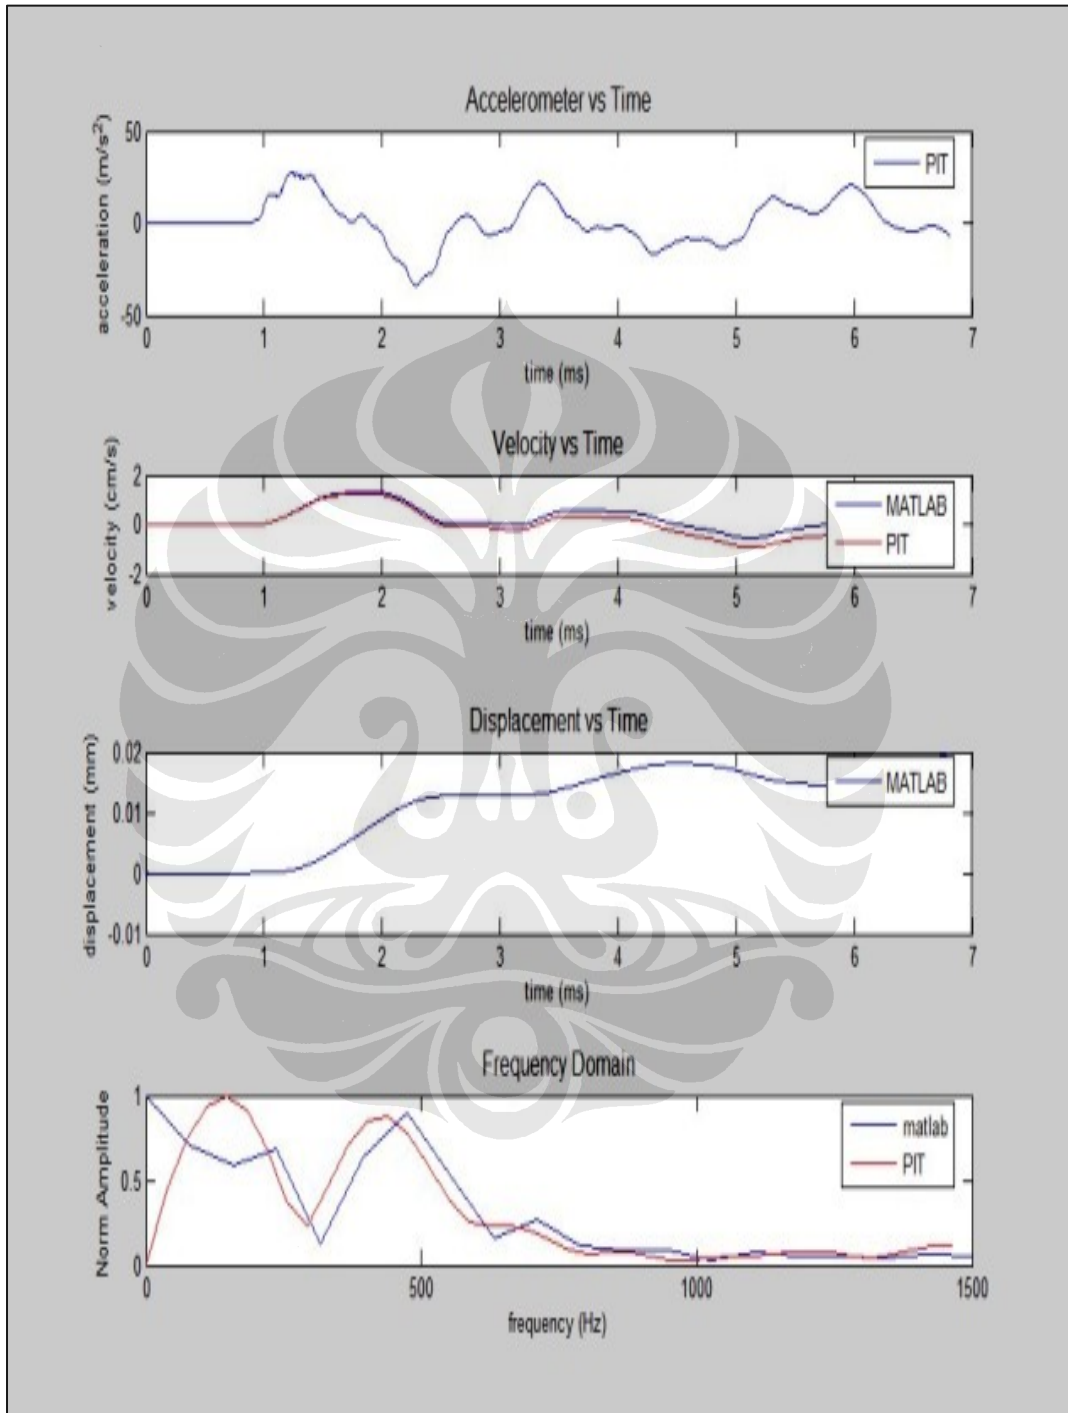 Accelerometer vs Time
acceleration (m/s²)
50
0
-50
PIT
0 1 2 3 4 5 6 7
time (ms)
Velocity vs Time
velocity (cm/s)
2
0
-2
MATLAB
PIT
0 1 2 3 4 5 6 7
time (ms)
Displacement vs Time
displacement (mm)
0.02
0.01
0
-0.01
MATLAB
0 1 2 3 4 5 6 7
time (ms)
Frequency Domain
Norm Amplitude
1
0.5
0
matlab
PIT
0 500 1000 1500
frequency (Hz)